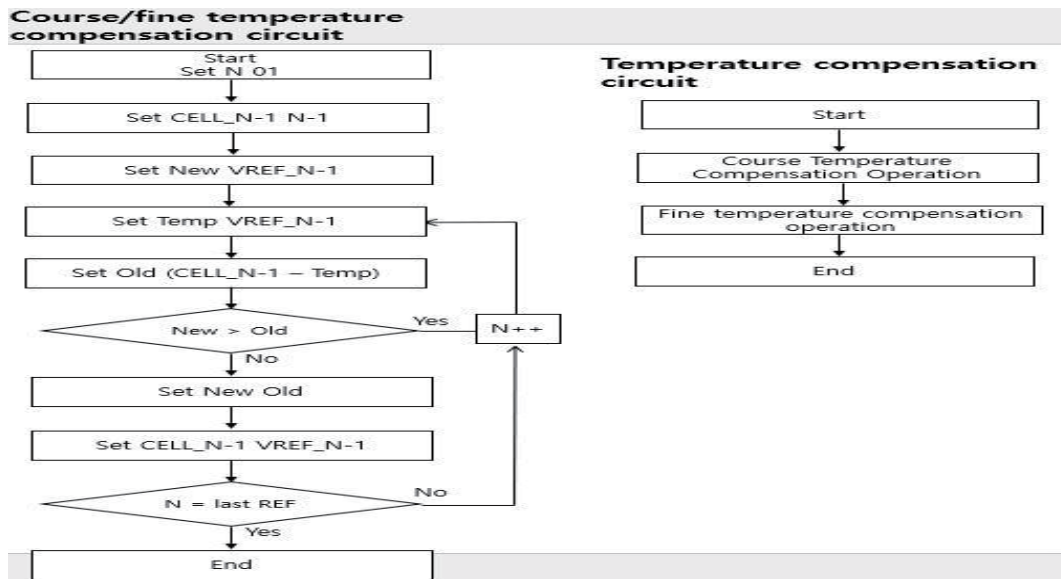 Course/fine temperature
compensation circuit
Start
Set N 01
Set CELL_N-1 N-1
Set New VREF_N-1
Set Temp VREF_N-1
Set Old (CELL_N-1 – Temp)
New > Old
Yes
N++
No
Set New Old
Set CELL_N-1 VREF_N-1
N = last REF
No
Yes
End
Temperature compensation
circuit
Start
Course Temperature
Compensation Operation
Fine temperature compensation
operation
End